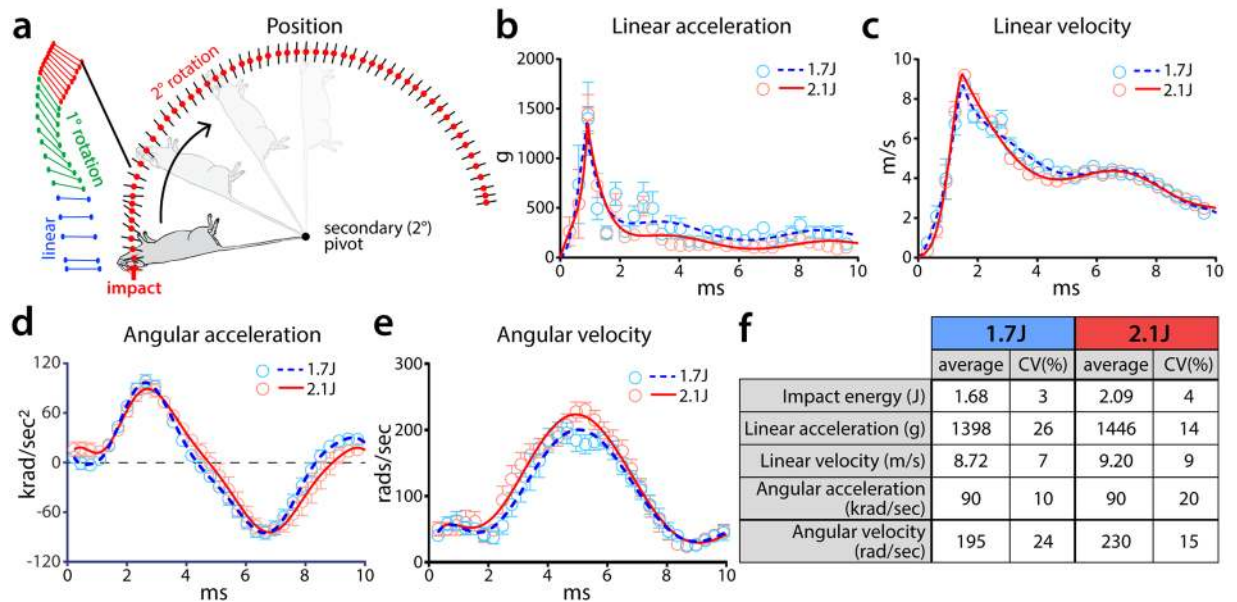 a
Position
2° rotation
1° rotation
linear
impact
secondary (2°)
pivot
b
Linear acceleration
2000
1500
1000
500
0
g
1.7J
2.1J
0 2 4 6 8 10
ms
c
Linear velocity
10
8
6
4
2
0
m/s
1.7J
2.1J
0 2 4 6 8 10
ms
d
Angular acceleration
120
60
0
-60
-120
krad/sec²
1.7J
2.1J
0 2 4 6 8 10
ms
e
Angular velocity
300
200
100
0
rads/sec
1.7J
2.1J
0 2 4 6 8 10
ms
f
1.7J 2.1J
average CV(%) average CV(%)
Impact energy (J) 1.68 3 2.09 4
Linear acceleration (g) 1398 26 1446 14
Linear velocity (m/s) 8.72 7 9.20 9
Angular acceleration
(krad/sec) 90 10 90 20
Angular velocity
(rad/sec) 195 24 230 15